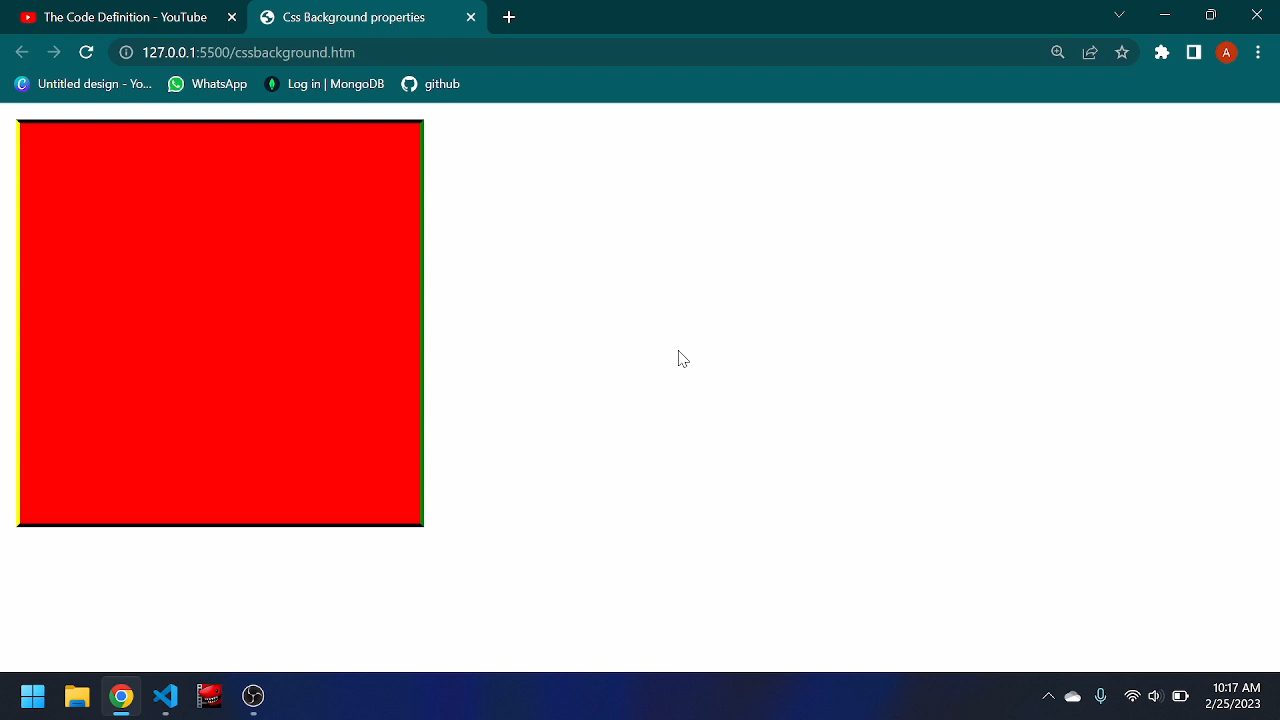 The Code Definition - YouTube
Css Background properties
127.0.0.1:5500/cssbackground.htm
A
Untitled design - Yo...
WhatsApp
Log in | MongoDB
github
10:17 AM
2/25/2023